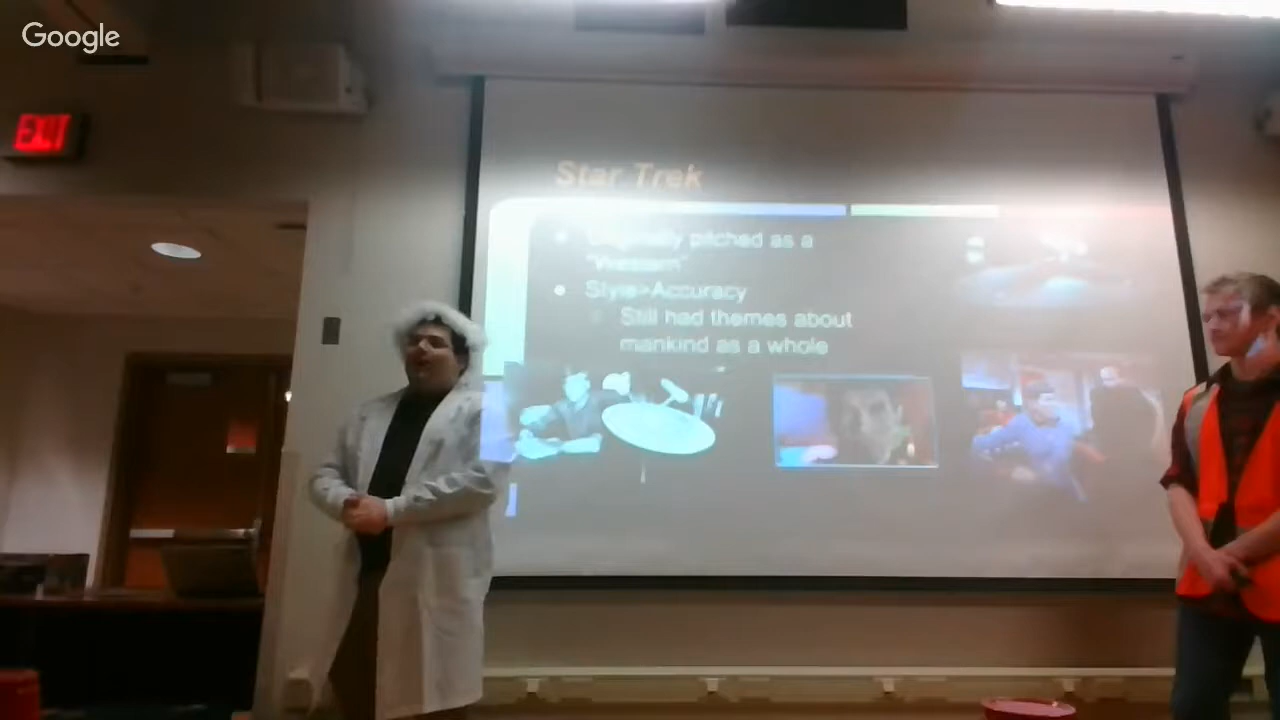 Google
EXIT
Star Trek
Originally pitched as a
"Western"
Style>Accuracy
Still had themes about
mankind as a whole